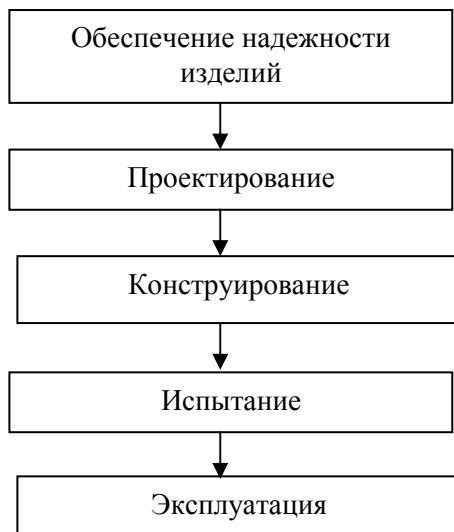 Обеспечение надежности
изделий
Проектирование
Конструирование
Испытание
Эксплуатация